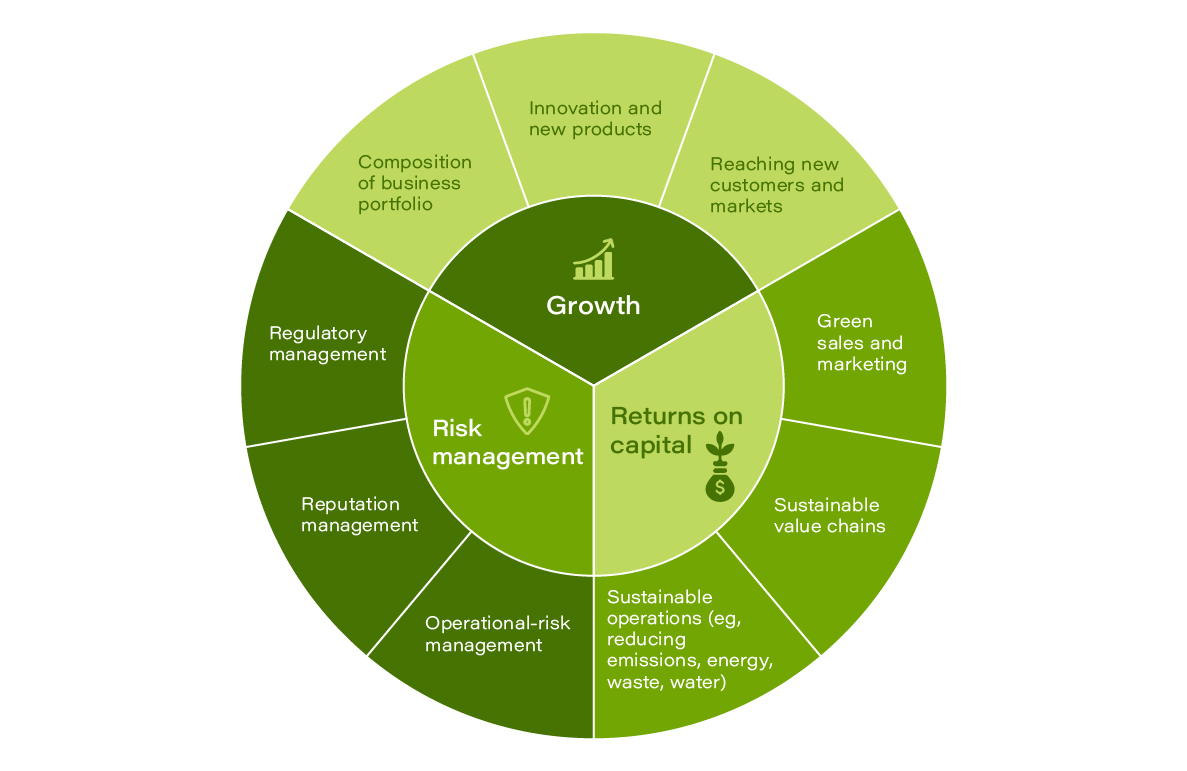 Innovation and
new products
Composition
of business
portfolio
Reaching new
customers and
markets
Growth
Regulatory
management
Green
sales and
marketing
Risk
management
Returns on
capital
$
Reputation
management
Sustainable
value chains
Operational-risk
management
Sustainable
operations (eg,
reducing
emissions, energy,
waste, water)